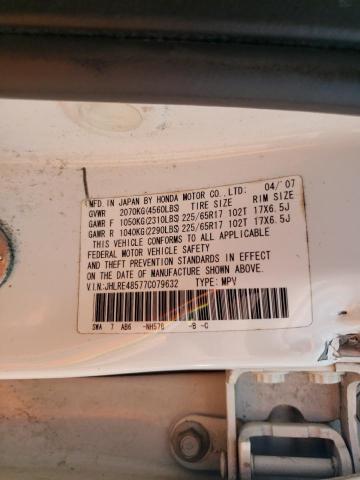 MFD. IN JAPAN BY HONDA MOTOR CO., LTD: 04/'07
GVWR 2070KG(4560LBS) TIRE SIZE RIM SIZE
GAWR F 1050KG(2310LBS) 225/65R17 102T 17X6.5J
GAWR R 1040KG(2290LBS) 225/65R17 102T 17X6.5J
THIS VEHICLE CONFORMS TO ALL APPLICABLE
FEDERAL MOTOR VEHICLE SAFETY, BUMPER
AND THEFT PREVENTION STANDARDS IN EFFECT
ON THE DATE OF MANUFACTURE SHOWN ABOVE.
V.I.N.:JHLRE48577C079632 TYPE: MPV
SWA 7 AB6 -NH578 -B -C